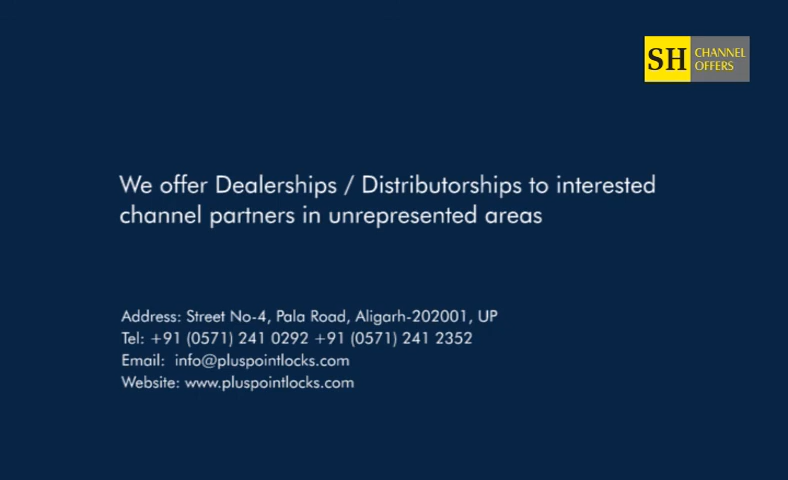 SH CHANNEL
OFFERS
We offer Dealerships / Distributorships to interested
channel partners in unrepresented areas
Address: Street No-4, Pala Road, Aligarh-202001, UP
Tel: +91 (0571) 241 0292 +91 (0571) 241 2352
Email: info@pluspointlocks.com
Website: www.pluspointlocks.com